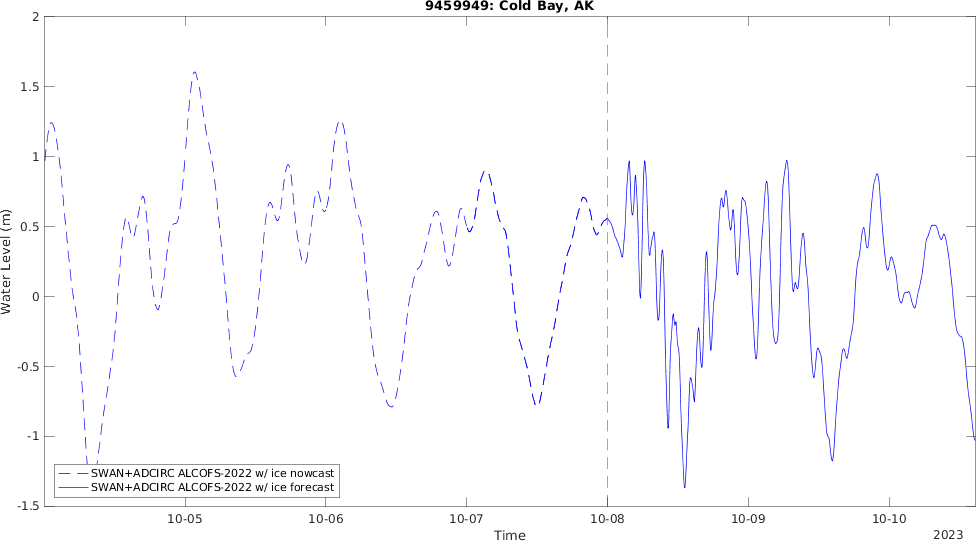 9459949: Cold Bay, AK
2
1.5
1
0.5
0
-0.5
-1
-1.5
Water Level (m)
SWAN+ADCIRC ALCOFS-2022 w/ ice nowcast
SWAN+ADCIRC ALCOFS-2022 w/ ice forecast
10-05 10-06 10-07 10-08 10-09 10-10
Time
2023